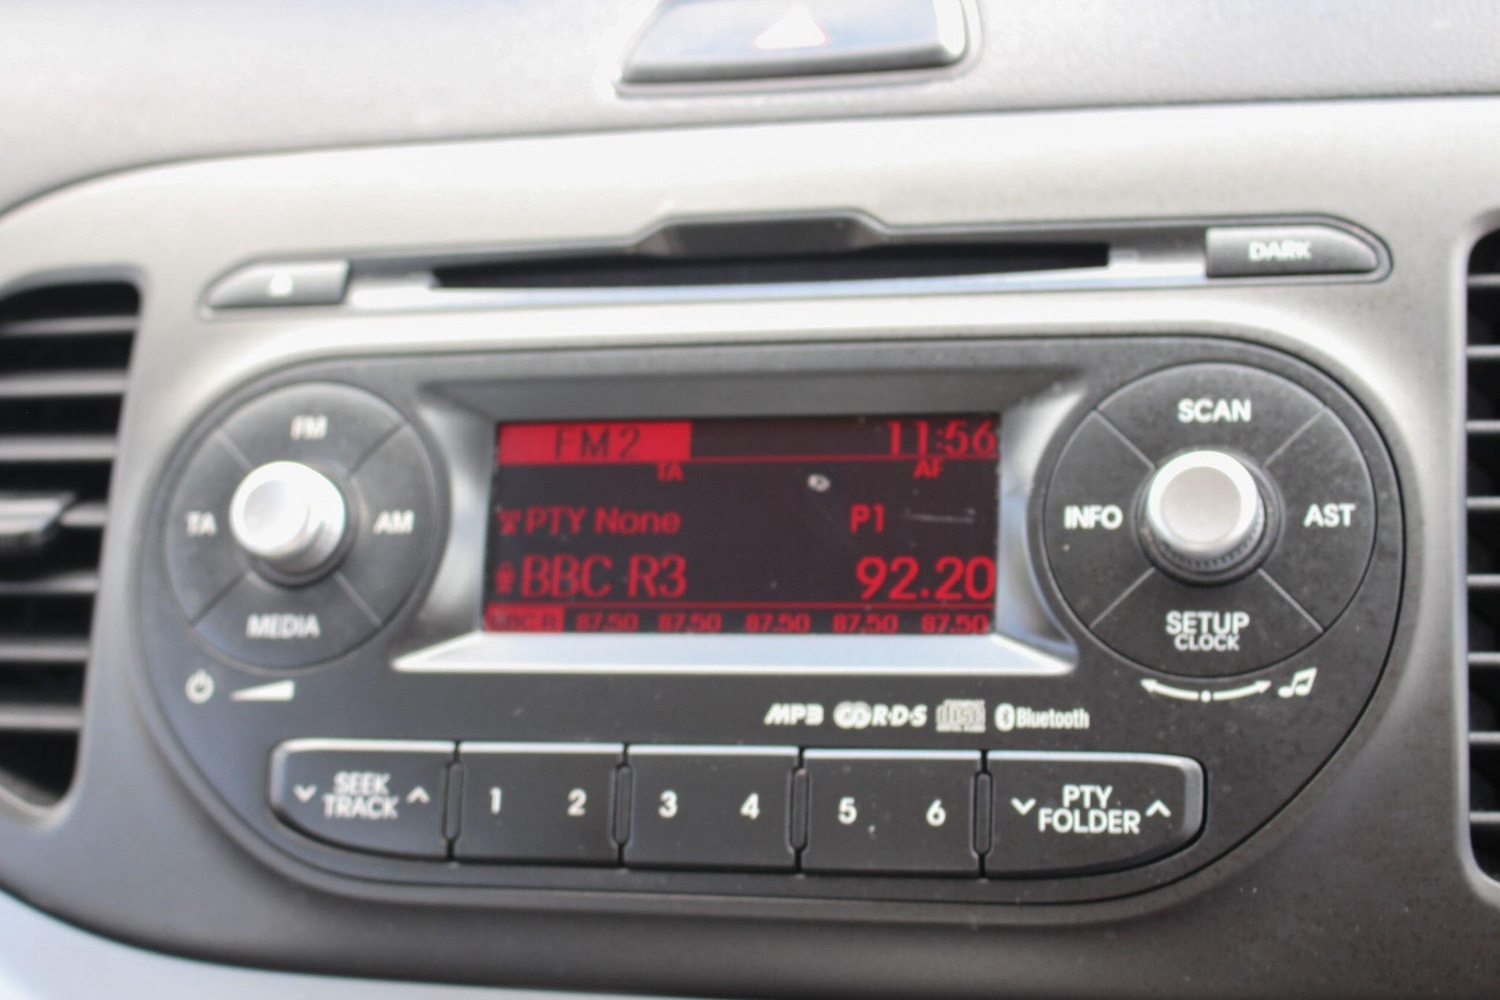 DARK
FM2 11:56
TA AF
PTY None P1
BBC R3 92.20
BBC R 87.50 87.50 87.50 87.50 87.50
FM
TA AM
MEDIA
SCAN
INFO AST
SETUP
CLOCK
MP3 R·D·S Bluetooth
SEEK
TRACK
1 2 3 4 5 6
PTY
FOLDER